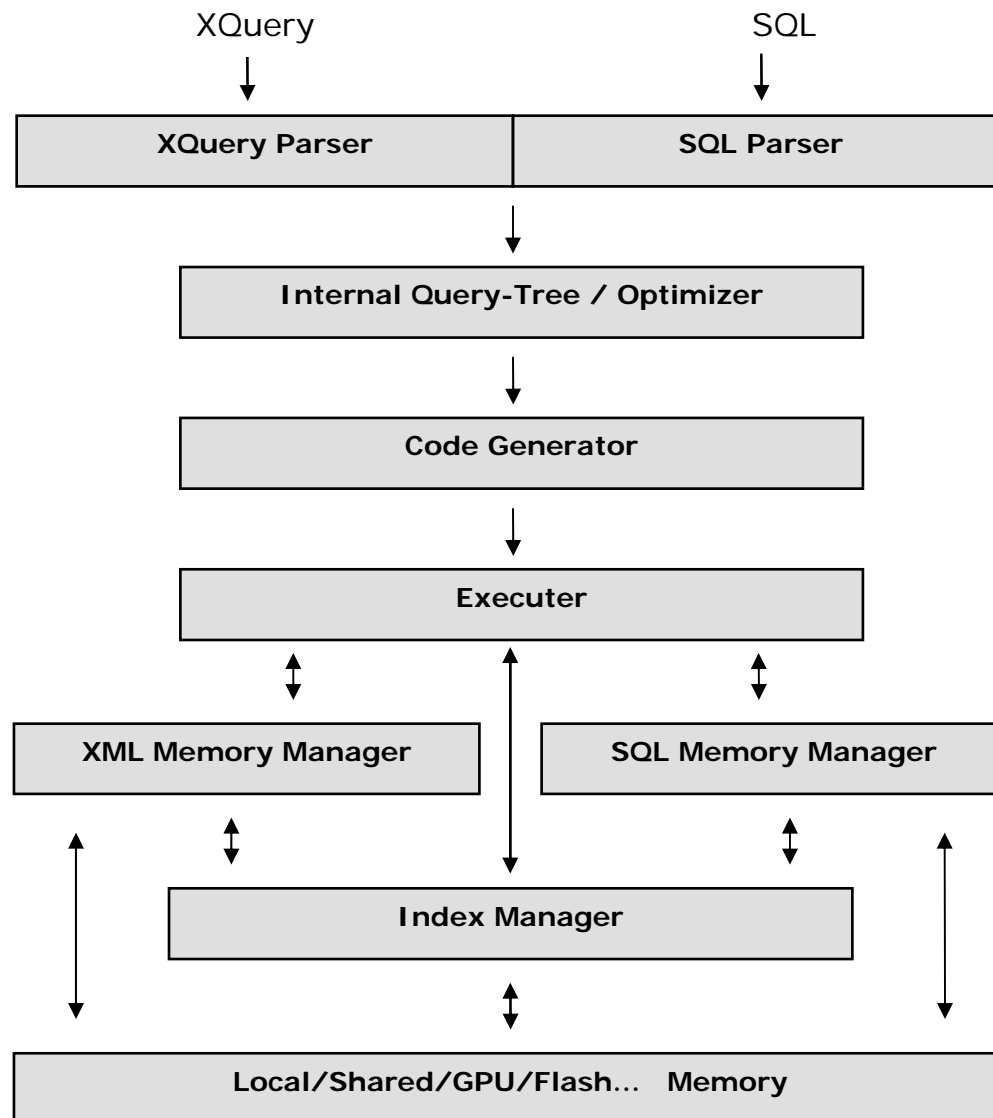 XQuery
SQL
XQuery Parser
SQL Parser
Internal Query-Tree / Optimizer
Code Generator
Executer
XML Memory Manager
SQL Memory Manager
Index Manager
Local/Shared/GPU/Flash... Memory